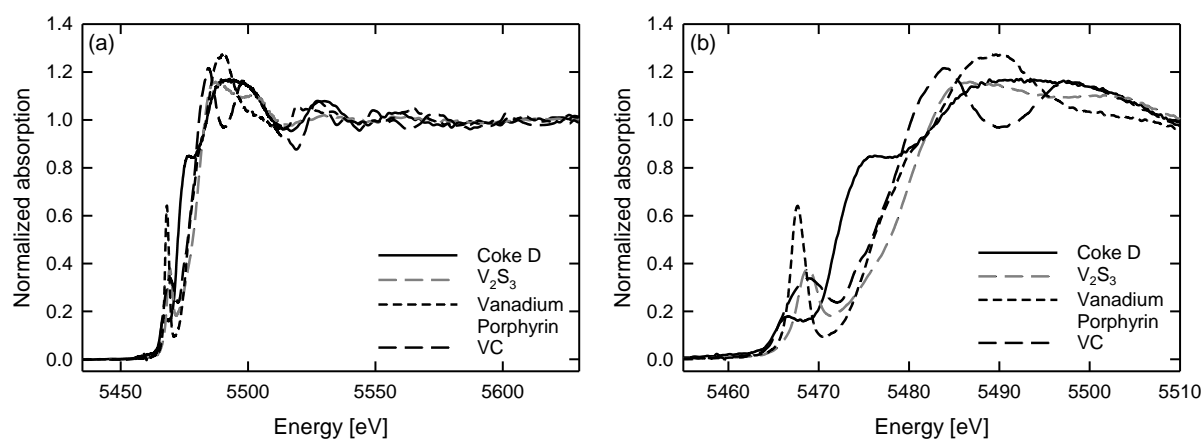 (a)
1.4
1.2
1.0
0.8
0.6
0.4
0.2
0.0
Normalized absorption
5450 5500 5550 5600
Energy [eV]
Coke D
V₂S₃
Vanadium
Porphyrin
VC
(b)
1.4
1.2
1.0
0.8
0.6
0.4
0.2
0.0
Normalized absorption
5460 5470 5480 5490 5500 5510
Energy [eV]
Coke D
V₂S₃
Vanadium
Porphyrin
VC